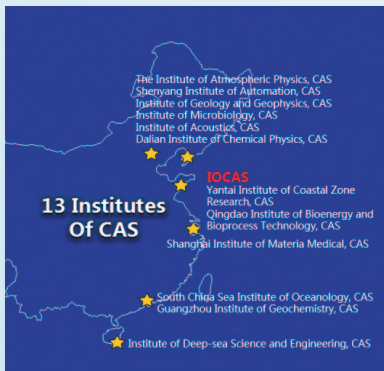 The Institute of Atmospheric Physics, CAS
Shenyang Institute of Automation, CAS
Institute of Geology and Geophysics, CAS
Institute of Microbiology, CAS
Institute of Acoustics, CAS
Dalian Institute of Chemical Physics, CAS
IOCAS
Yantai Institute of Coastal Zone
Research, CAS
Qingdao Institute of Bioenergy and
Bioprocess Technology, CAS
13 Institutes
Of CAS
Shanghai Institute of Materia Medical, CAS
South China Sea Institute of Oceanology, CAS
Guangzhou Institute of Geochemistry, CAS
Institute of Deep-sea Science and Engineering, CAS